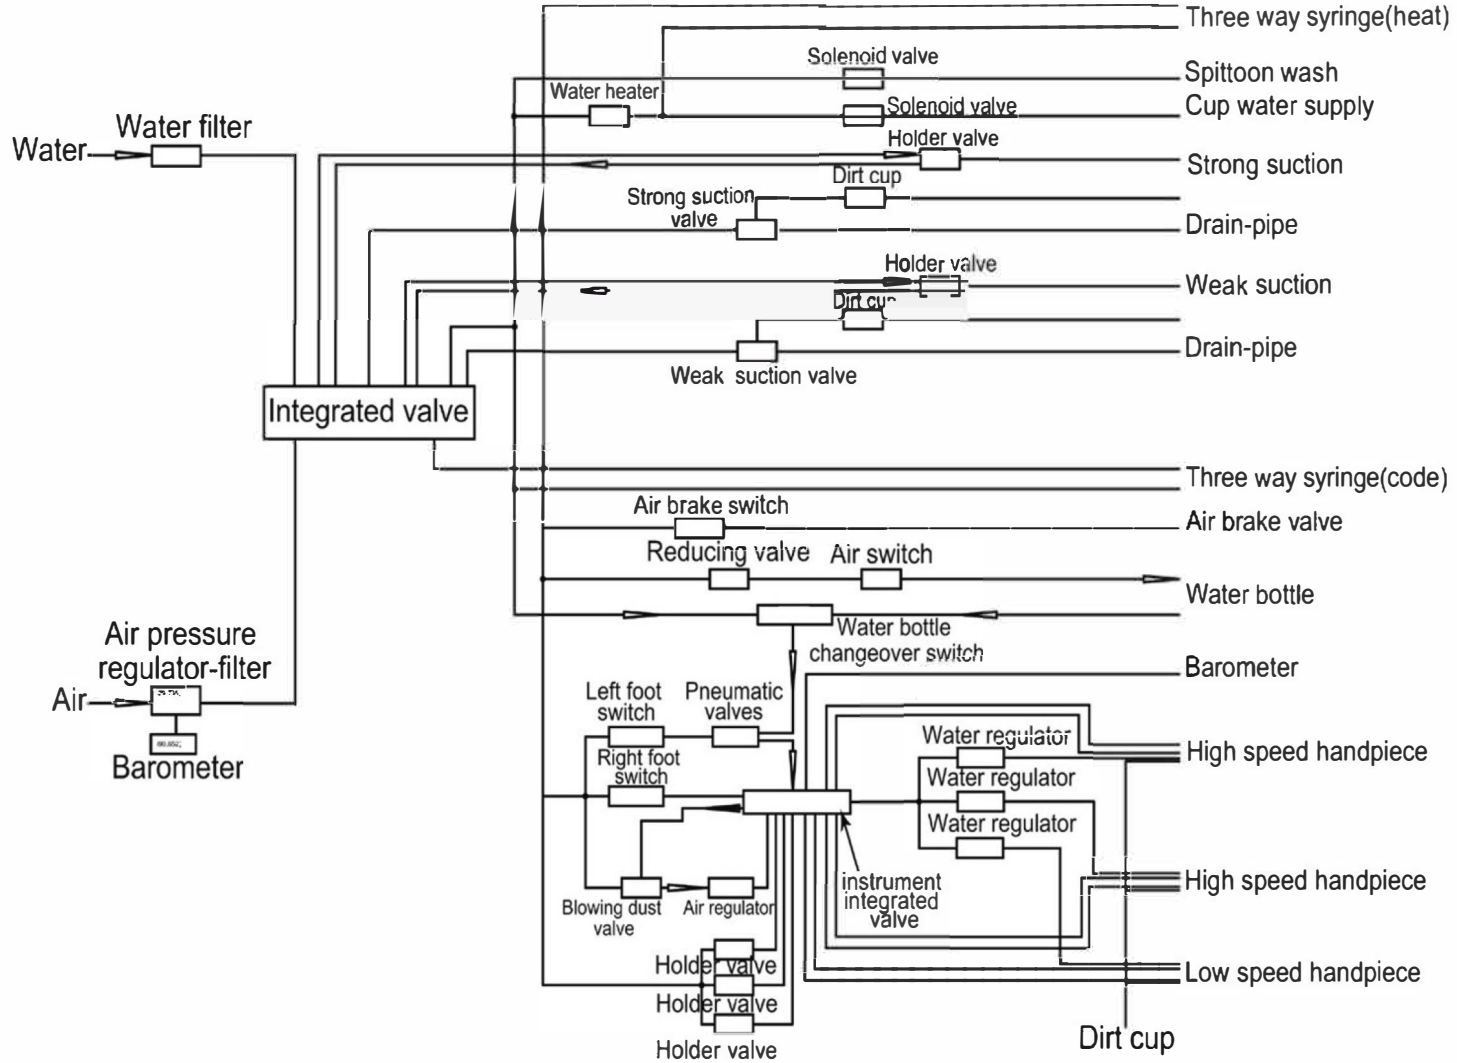 Three way syringe(heat)
Solenoid valve
Spittoon wash
Water heater
Solenoid valve
Cup water supply
Water filter
Water
Holder valve
Strong suction
Dirt cup
Strong suction
valve
Drain-pipe
Holder valve
Weak suction
Dirt cup
Drain-pipe
Weak suction valve
Integrated valve
Three way syringe(code)
Air brake switch
Air brake valve
Reducing valve
Air switch
Water bottle
Water bottle
changeover switch
Air pressure
regulator-filter
Air
Barometer
Barometer
Left foot
switch
Pneumatic
valves
Right foot
switch
Water regulator
High speed handpiece
Water regulator
Water regulator
instrument
integrated
valve
High speed handpiece
Blowing dust
valve
Air regulator
Holder valve
Low speed handpiece
Holder valve
Dirt cup
Holder valve